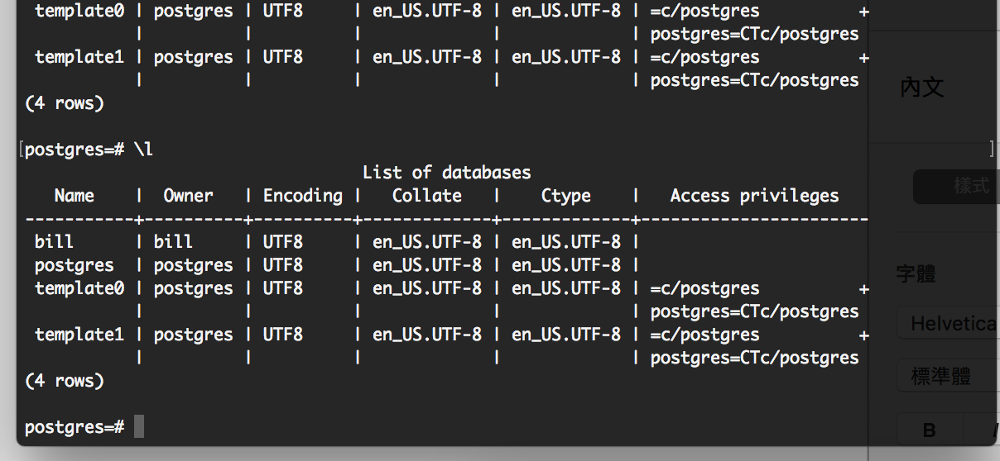 template0 | postgres | UTF8     | en_US.UTF-8 | en_US.UTF-8 | =c/postgres          +
          |          |          |             |             | postgres=CTc/postgres
template1 | postgres | UTF8     | en_US.UTF-8 | en_US.UTF-8 | =c/postgres          +
          |          |          |             |             | postgres=CTc/postgres
(4 rows)
內文
[postgres=# \l ]
List of databases
樣式
Name    |  Owner   | Encoding |   Collate   |    Ctype    |   Access privileges
-----------+----------+----------+-------------+-------------+-----------------------
bill      | bill     | UTF8     | en_US.UTF-8 | en_US.UTF-8 |
postgres  | postgres | UTF8     | en_US.UTF-8 | en_US.UTF-8 |
字體
template0 | postgres | UTF8     | en_US.UTF-8 | en_US.UTF-8 | =c/postgres          +
          |          |          |             |             | postgres=CTc/postgres
Helvetica
template1 | postgres | UTF8     | en_US.UTF-8 | en_US.UTF-8 | =c/postgres          +
          |          |          |             |             | postgres=CTc/postgres
(4 rows)
標準體
postgres=#
B I